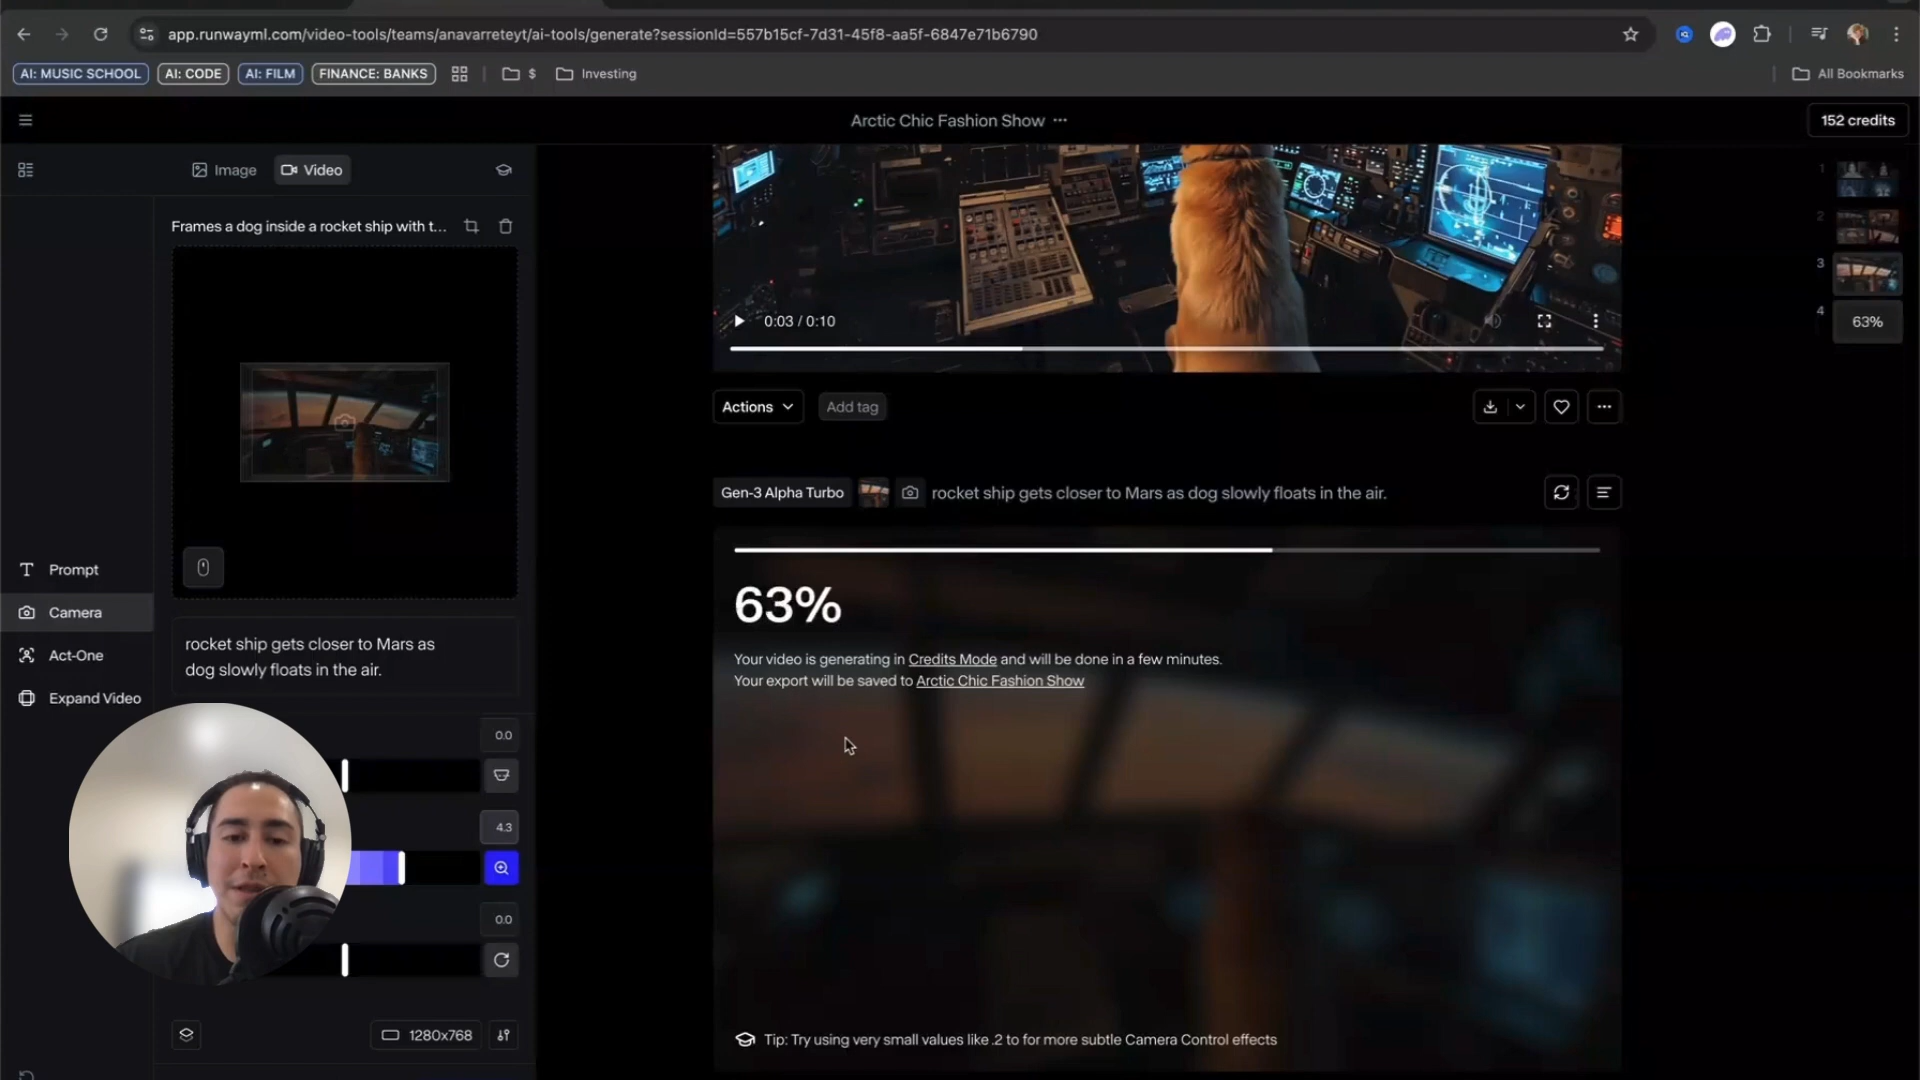 app.runwayml.com/video-tools/teams/anavarreteyt/ai-tools/generate?sessionId=557b15cf-7d31-45f8-aa5f-6847e71b6790
AI: MUSIC SCHOOL
AI: CODE
AI: FILM
FINANCE: BANKS
$
Investing
All Bookmarks
Arctic Chic Fashion Show
152 credits
Image
Video
Frames a dog inside a rocket ship with t...
Prompt
Camera
Act-One
Expand Video
rocket ship gets closer to Mars as
dog slowly floats in the air.
0.0
4.3
0.0
1280x768
0:03 / 0:10
Actions
Add tag
Gen-3 Alpha Turbo
rocket ship gets closer to Mars as dog slowly floats in the air.
63%
Your video is generating in Credits Mode and will be done in a few minutes.
Your export will be saved to Arctic Chic Fashion Show
Tip: Try using very small values like .2 to for more subtle Camera Control effects
1
2
3
4
63%